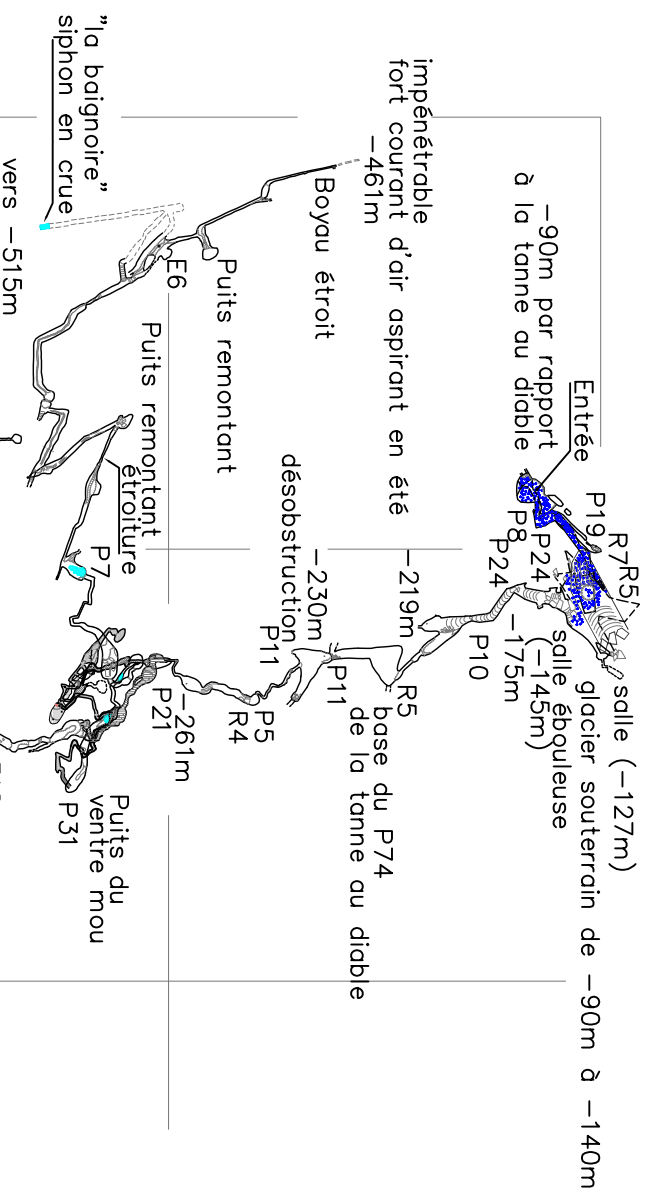 glacier souterrain de -90m à -140m
salle (-127m)
R5
R7
P19
Entrée
-90m par rapport
à la tanne au diable
P8
P24
salle ébouleuse
(-145m)
-175m
P24
P10
-219m
R5
base du P74
de la tanne au diable
impénétrable
fort courant d'air aspirant en été
-461m
Boyau étroit
-230m
désobstruction
P11
P11
P5
R4
-261m
P21
Puits remontant
E6
Puits remontant
étroiture
P7
Puits du
ventre mou
P31
"la baignoire"
siphon en crue
vers -515m